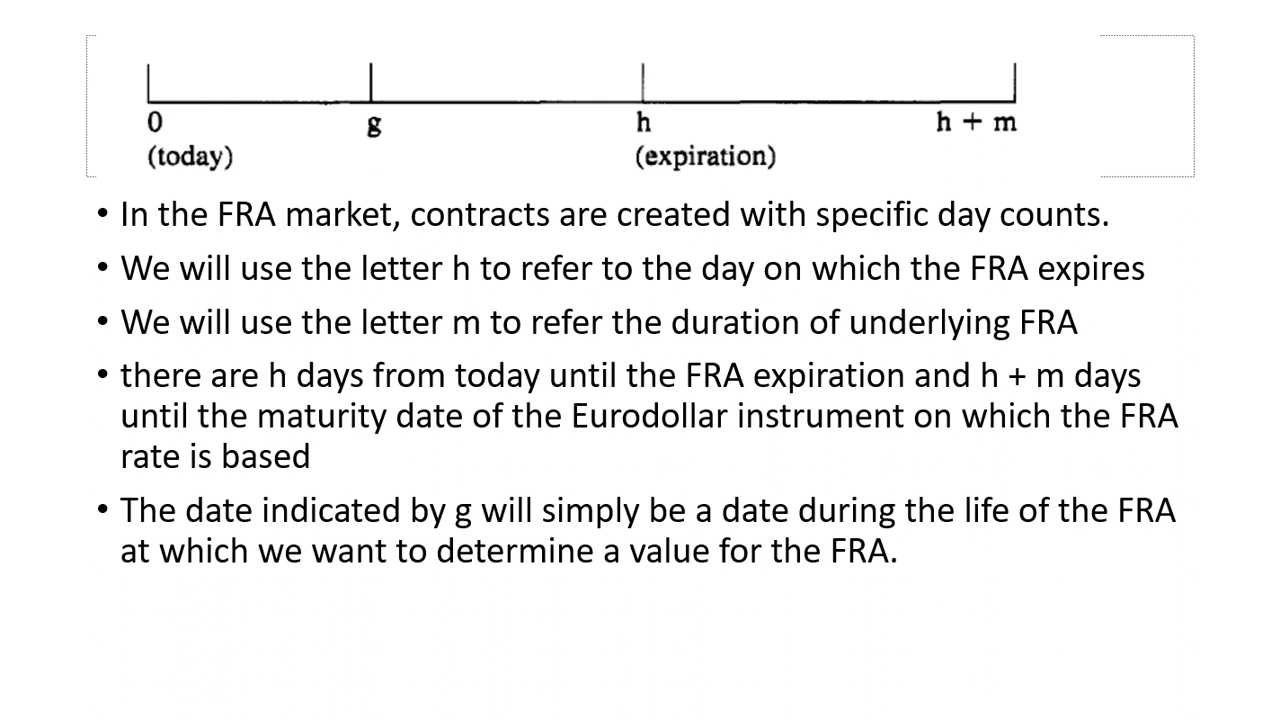 0 g h h + m
(today) (expiration)
• In the FRA market, contracts are created with specific day counts.
• We will use the letter h to refer to the day on which the FRA expires
• We will use the letter m to refer the duration of underlying FRA
• there are h days from today until the FRA expiration and h + m days
until the maturity date of the Eurodollar instrument on which the FRA
rate is based
• The date indicated by g will simply be a date during the life of the FRA
at which we want to determine a value for the FRA.